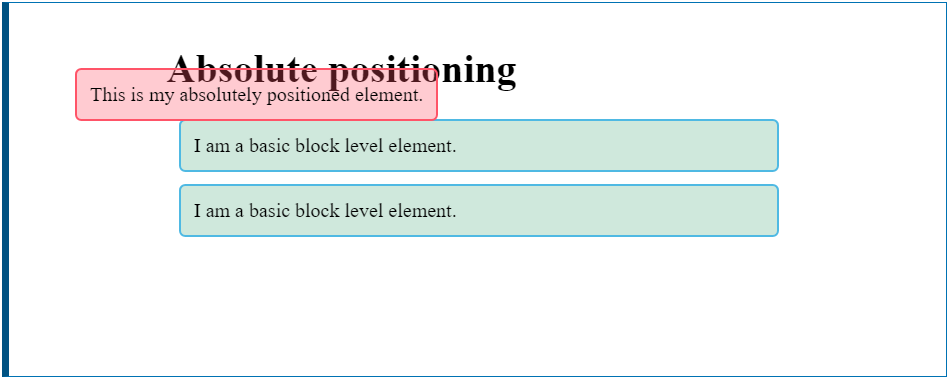 Absolute positioning
This is my absolutely positioned element.
I am a basic block level element.
I am a basic block level element.